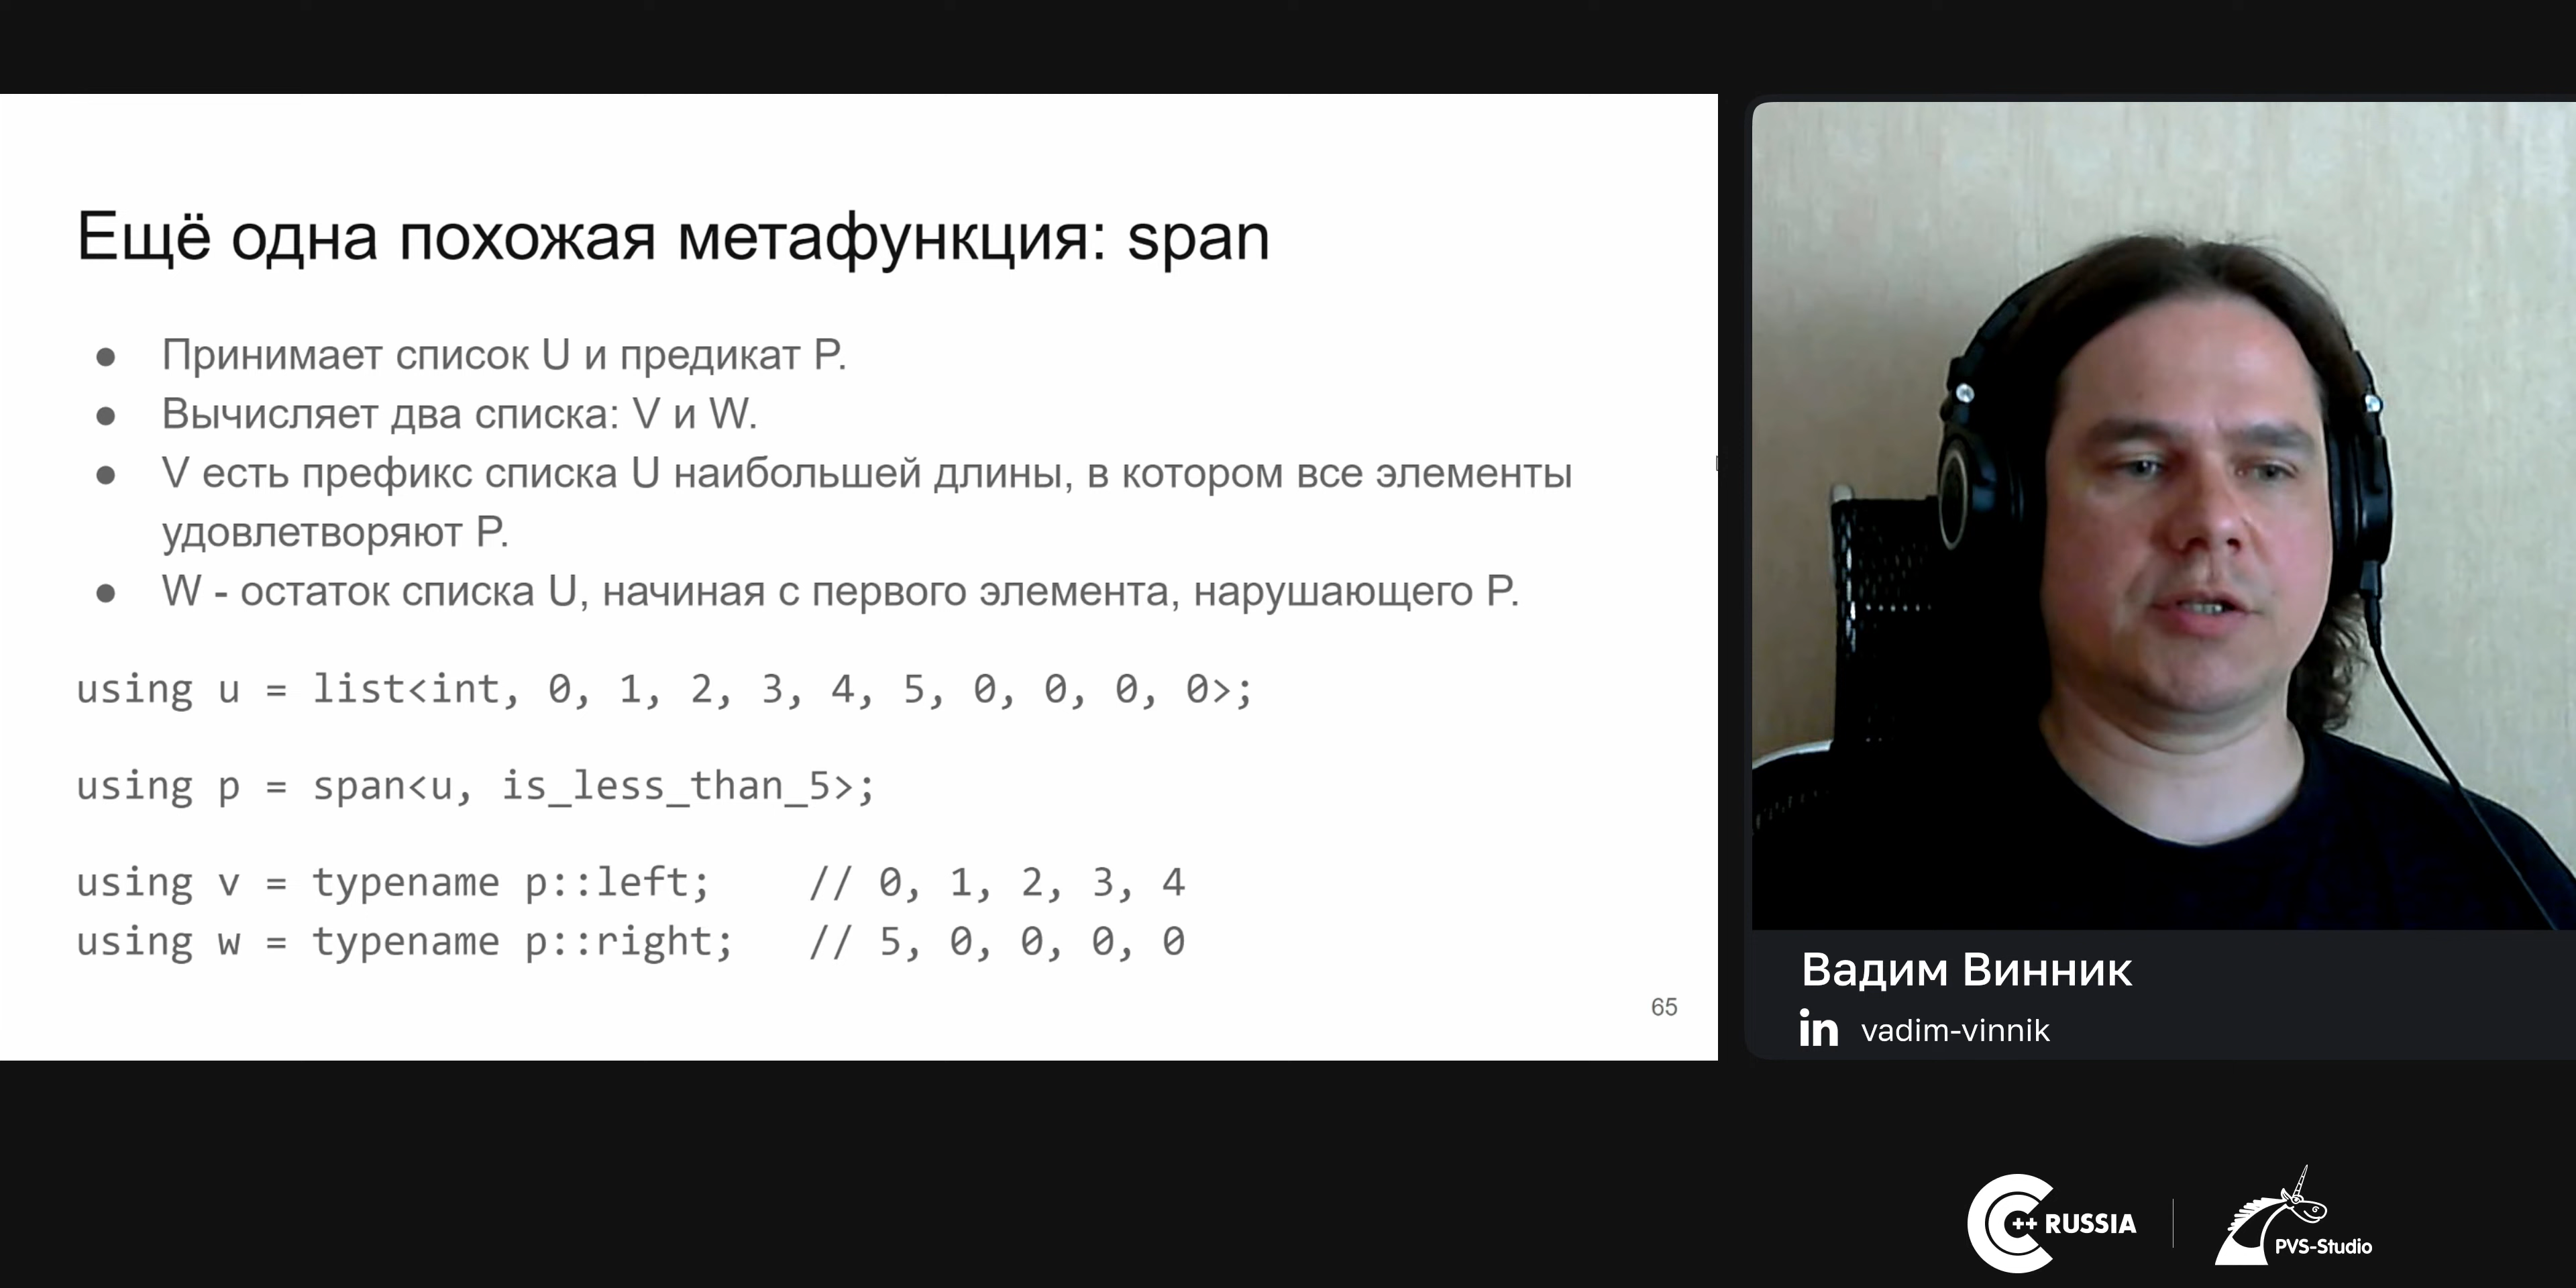 Ещё одна похожая метафункция: span
● Принимает список U и предикат P.
● Вычисляет два списка: V и W.
● V есть префикс списка U наибольшей длины, в котором все элементы
удовлетворяют P.
● W - остаток списка U, начиная с первого элемента, нарушающего P.
using u = list<int, 0, 1, 2, 3, 4, 5, 0, 0, 0, 0>;
using p = span<u, is_less_than_5>;
using v = typename p::left;    // 0, 1, 2, 3, 4
using w = typename p::right;   // 5, 0, 0, 0, 0
65
Вадим Винник
in vadim-vinnik
C++ RUSSIA
PVS-Studio